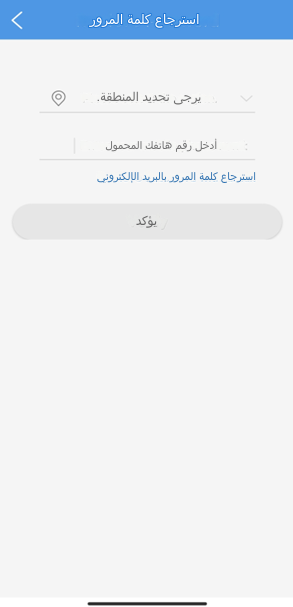 استرجاع كلمة المرور
يرجى تحديد المنطقة.
أدخل رقم هاتفك المحمول
استرجاع كلمة المرور بالبريد الإلكتروني
يؤكد